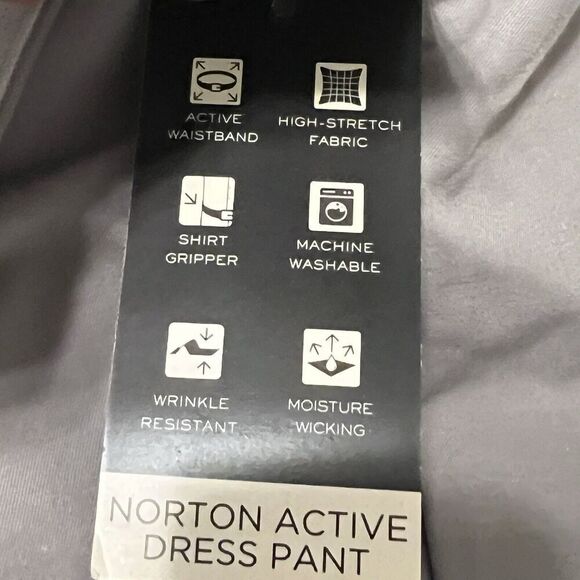 ACTIVE
WAISTBAND
HIGH-STRETCH
FABRIC
SHIRT
GRIPPER
MACHINE
WASHABLE
WRINKLE
RESISTANT
MOISTURE
WICKING
NORTON ACTIVE
DRESS PANT